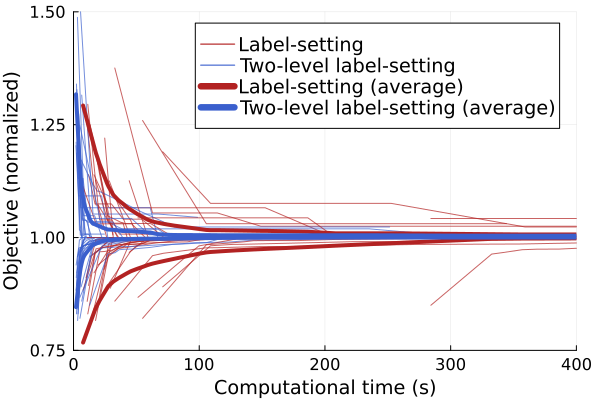 1.50
1.25
1.00
0.75
Objective (normalized)
Label-setting
Two-level label-setting
Label-setting (average)
Two-level label-setting (average)
0
100
200
300
400
Computational time (s)